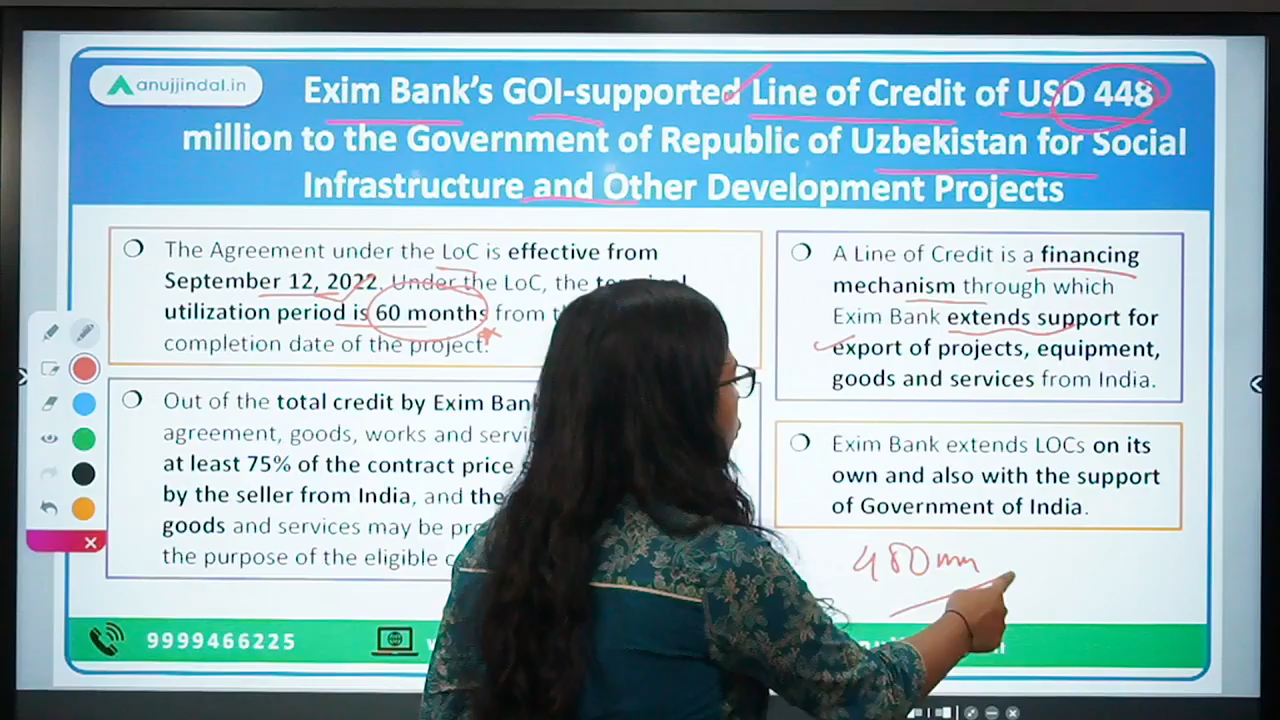 anujjindal.in
Exim Bank's GOI-supported Line of Credit of USD 448
million to the Government of Republic of Uzbekistan for Social
Infrastructure and Other Development Projects
The Agreement under the LoC is effective from
September 12, 2022. Under the LoC, the
utilization period is 60 months from
completion date of the project.
Out of the total credit by Exim Bank
agreement, goods, works and
at least 75% of the contract price
by the seller from India, and the
goods and services may be
the purpose of the eligible
A Line of Credit is a financing
mechanism through which
Exim Bank extends support for
export of projects, equipment,
goods and services from India.
Exim Bank extends LOCs on its
own and also with the support
of Government of India.
480mn
9999466225